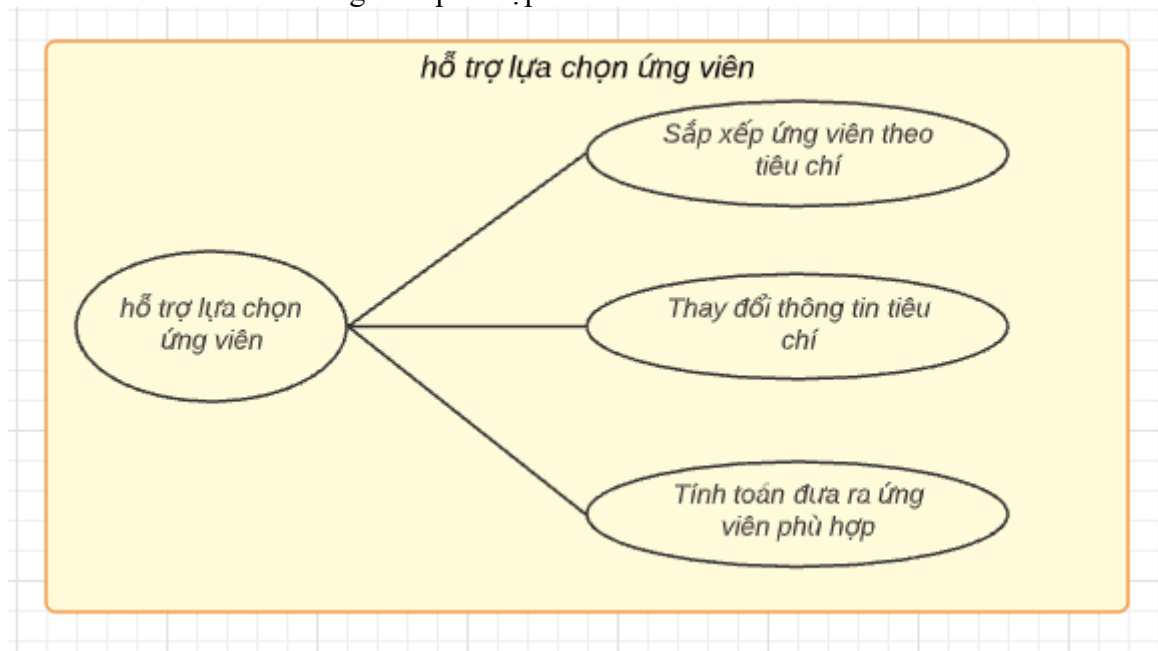 hỗ trợ lựa chọn ứng viên
Sắp xếp ứng viên theo
tiêu chí
hỗ trợ lựa chọn
ứng viên
Thay đổi thông tin tiêu
chí
Tính toán đưa ra ứng
viên phù hợp